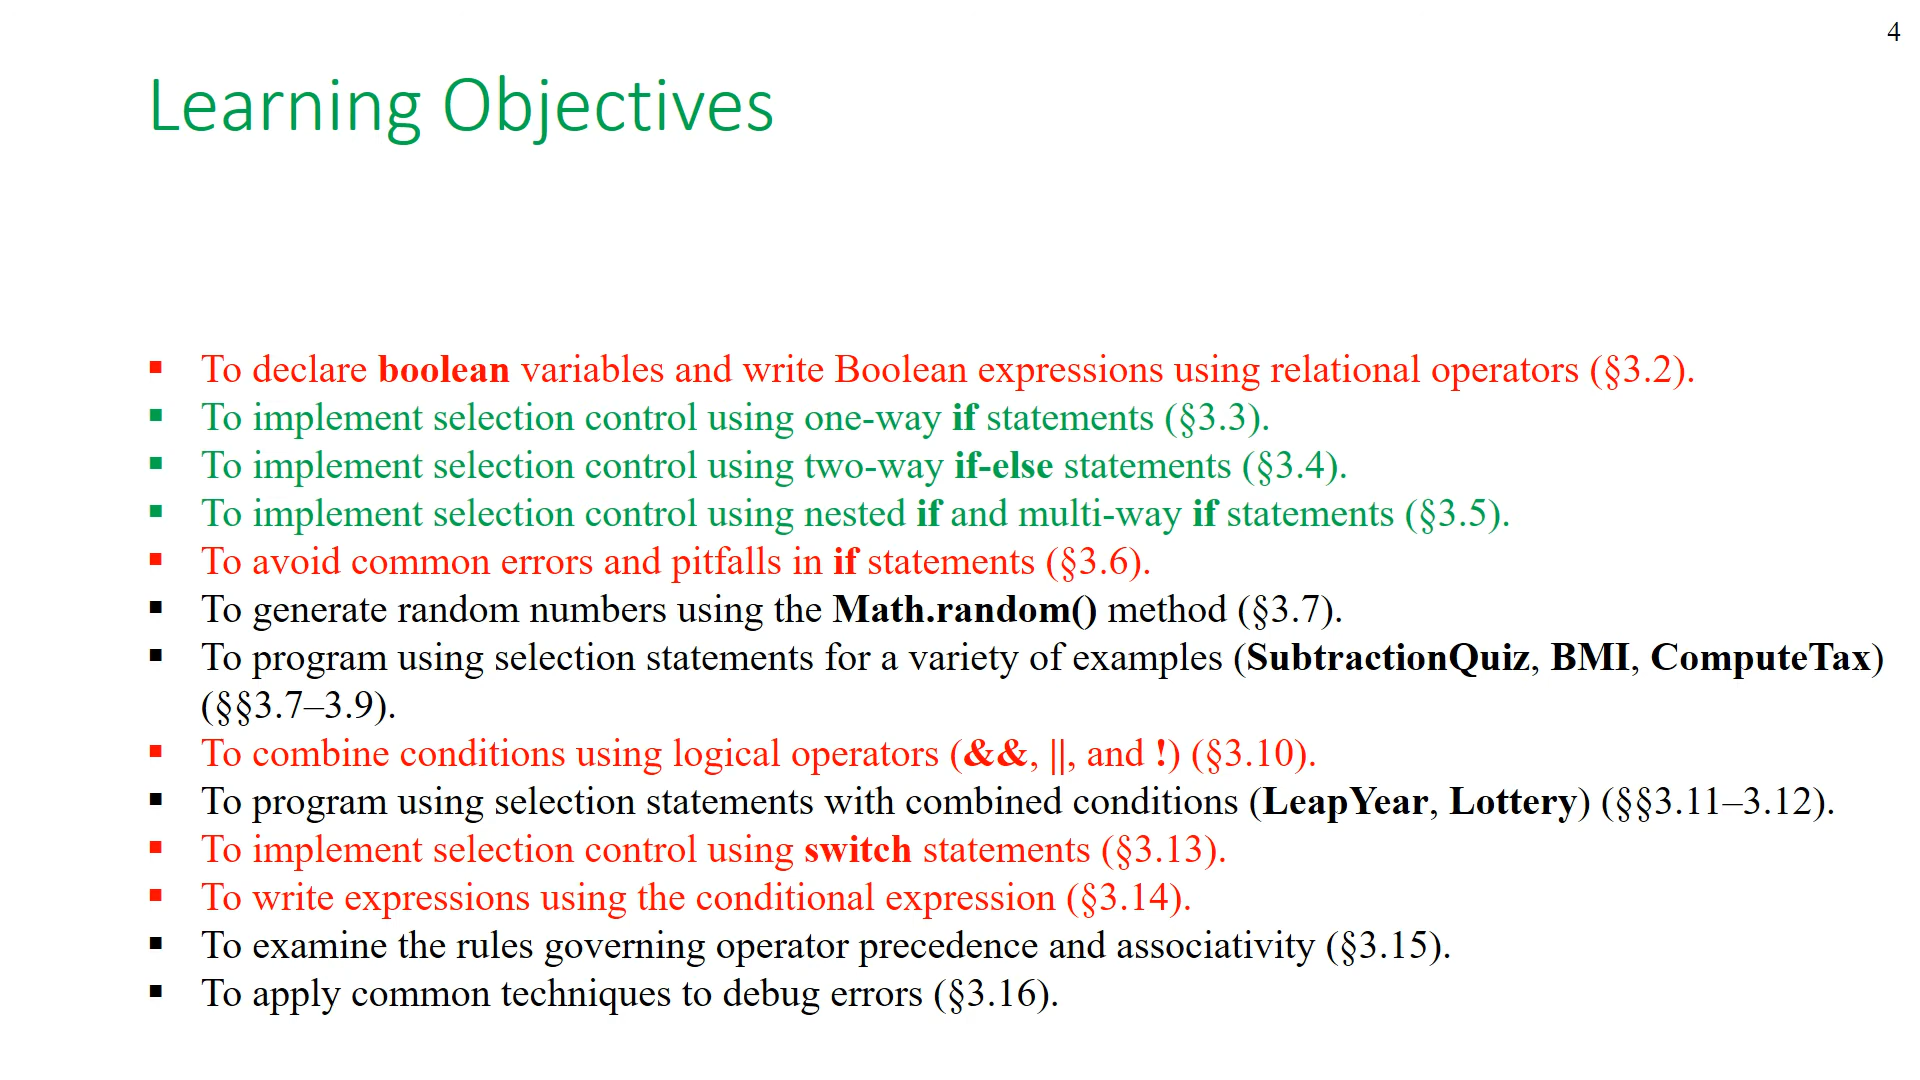 4
Learning Objectives
▪ To declare boolean variables and write Boolean expressions using relational operators (§3.2).
▪ To implement selection control using one-way if statements (§3.3).
▪ To implement selection control using two-way if-else statements (§3.4).
▪ To implement selection control using nested if and multi-way if statements (§3.5).
▪ To avoid common errors and pitfalls in if statements (§3.6).
▪ To generate random numbers using the Math.random() method (§3.7).
▪ To program using selection statements for a variety of examples (SubtractionQuiz, BMI, ComputeTax)
(§§3.7–3.9).
▪ To combine conditions using logical operators (&&, ||, and !) (§3.10).
▪ To program using selection statements with combined conditions (LeapYear, Lottery) (§§3.11–3.12).
▪ To implement selection control using switch statements (§3.13).
▪ To write expressions using the conditional expression (§3.14).
▪ To examine the rules governing operator precedence and associativity (§3.15).
▪ To apply common techniques to debug errors (§3.16).